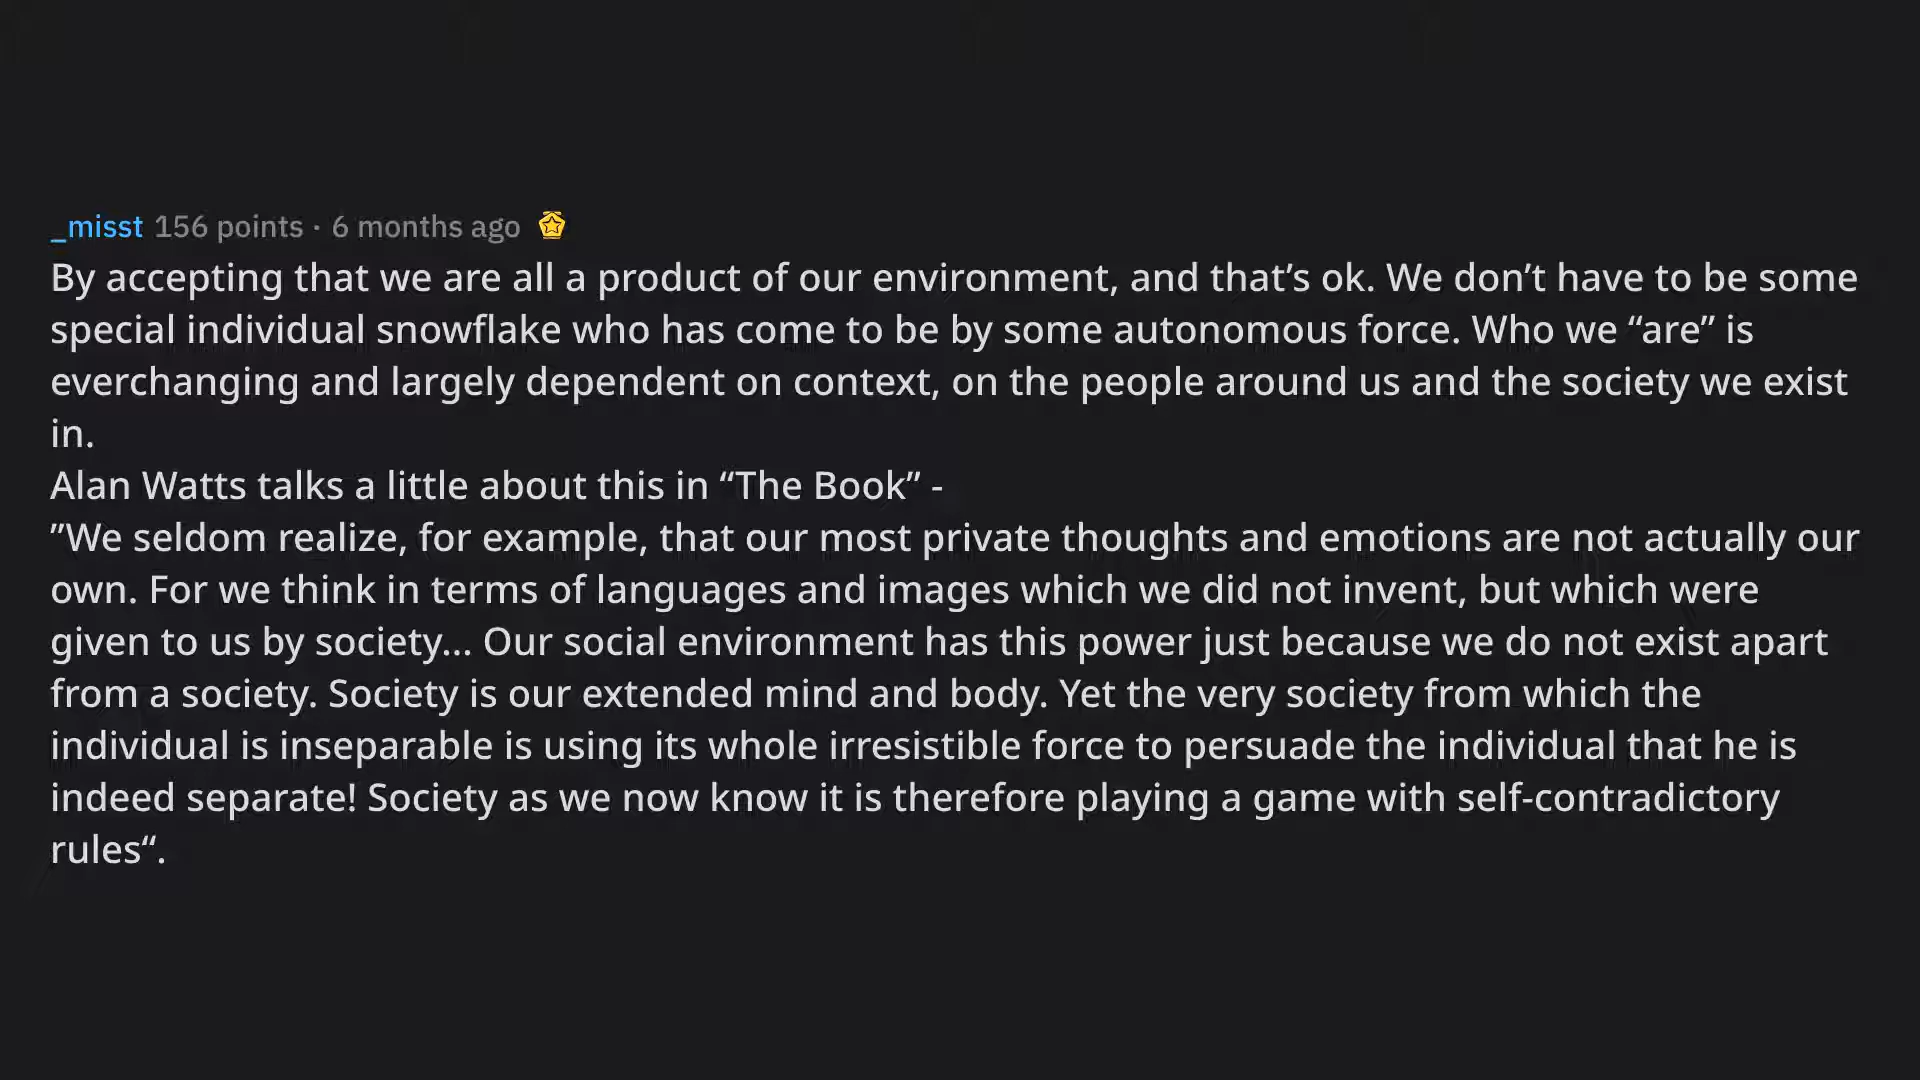 _misst 156 points · 6 months ago
By accepting that we are all a product of our environment, and that’s ok. We don’t have to be some
special individual snowflake who has come to be by some autonomous force. Who we “are” is
everchanging and largely dependent on context, on the people around us and the society we exist
in.
Alan Watts talks a little about this in “The Book” -
”We seldom realize, for example, that our most private thoughts and emotions are not actually our
own. For we think in terms of languages and images which we did not invent, but which were
given to us by society... Our social environment has this power just because we do not exist apart
from a society. Society is our extended mind and body. Yet the very society from which the
individual is inseparable is using its whole irresistible force to persuade the individual that he is
indeed separate! Society as we now know it is therefore playing a game with self-contradictory
rules“.